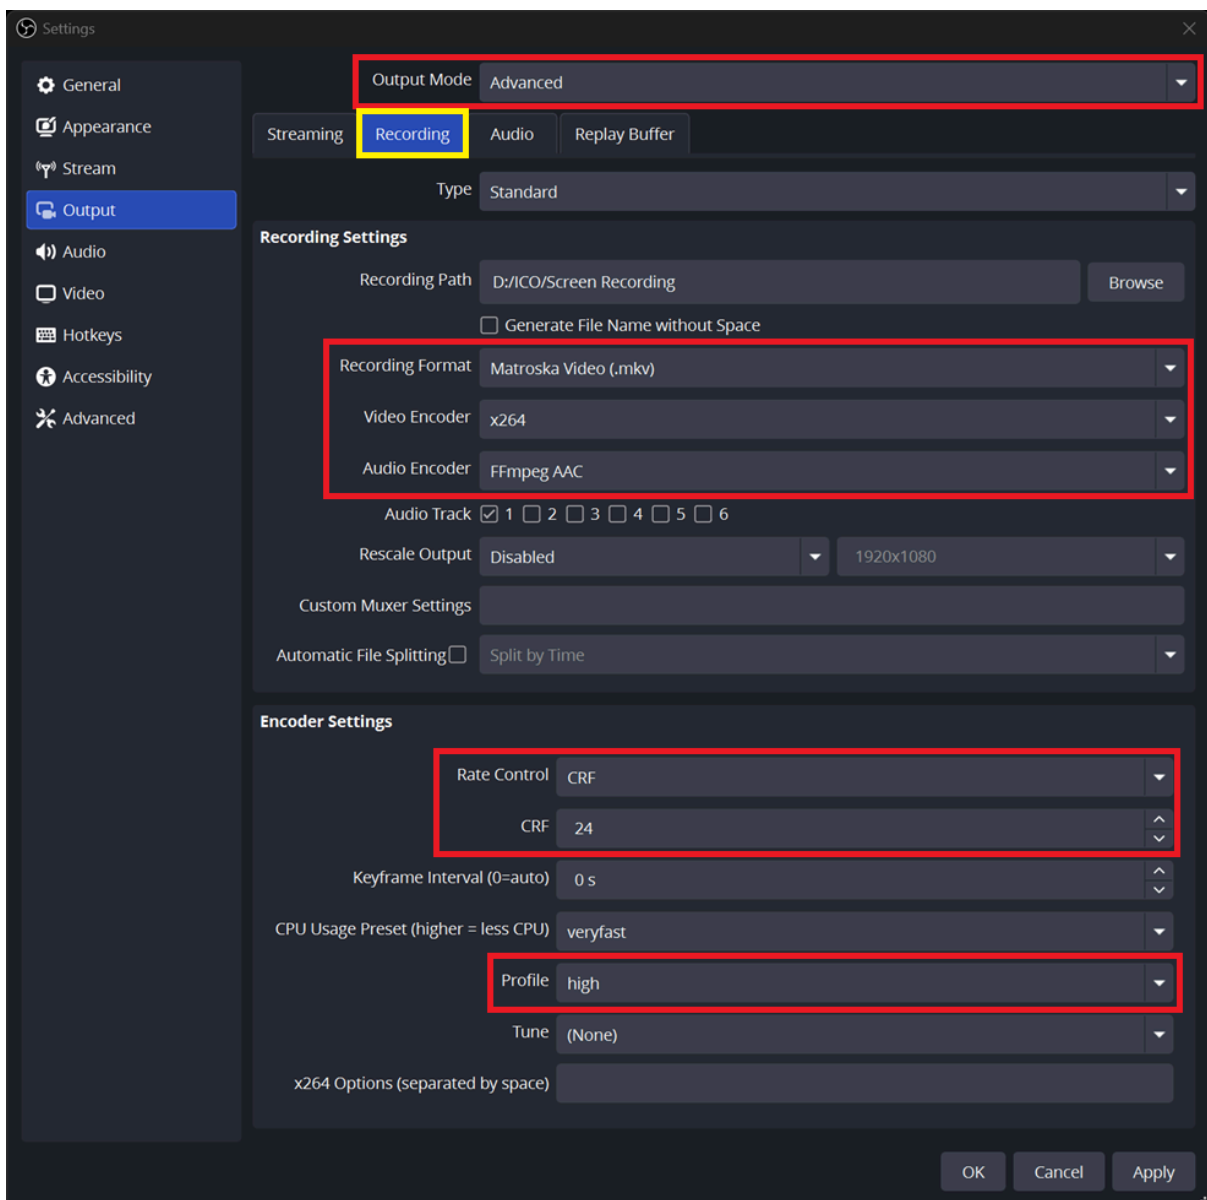 Settings
General
Appearance
Stream
Output
Audio
Video
Hotkeys
Accessibility
Advanced
Output Mode Advanced
Streaming Recording Audio Replay Buffer
Type Standard
Recording Settings
Recording Path D:/ICO/Screen Recording Browse
Generate File Name without Space
Recording Format Matroska Video (.mkv)
Video Encoder x264
Audio Encoder FFmpeg AAC
Audio Track 1 2 3 4 5 6
Rescale Output Disabled 1920x1080
Custom Muxer Settings
Automatic File Splitting Split by Time
Encoder Settings
Rate Control CRF
CRF 24
Keyframe Interval (0=auto) 0 s
CPU Usage Preset (higher = less CPU) veryfast
Profile high
Tune (None)
x264 Options (separated by space)
OK Cancel Apply